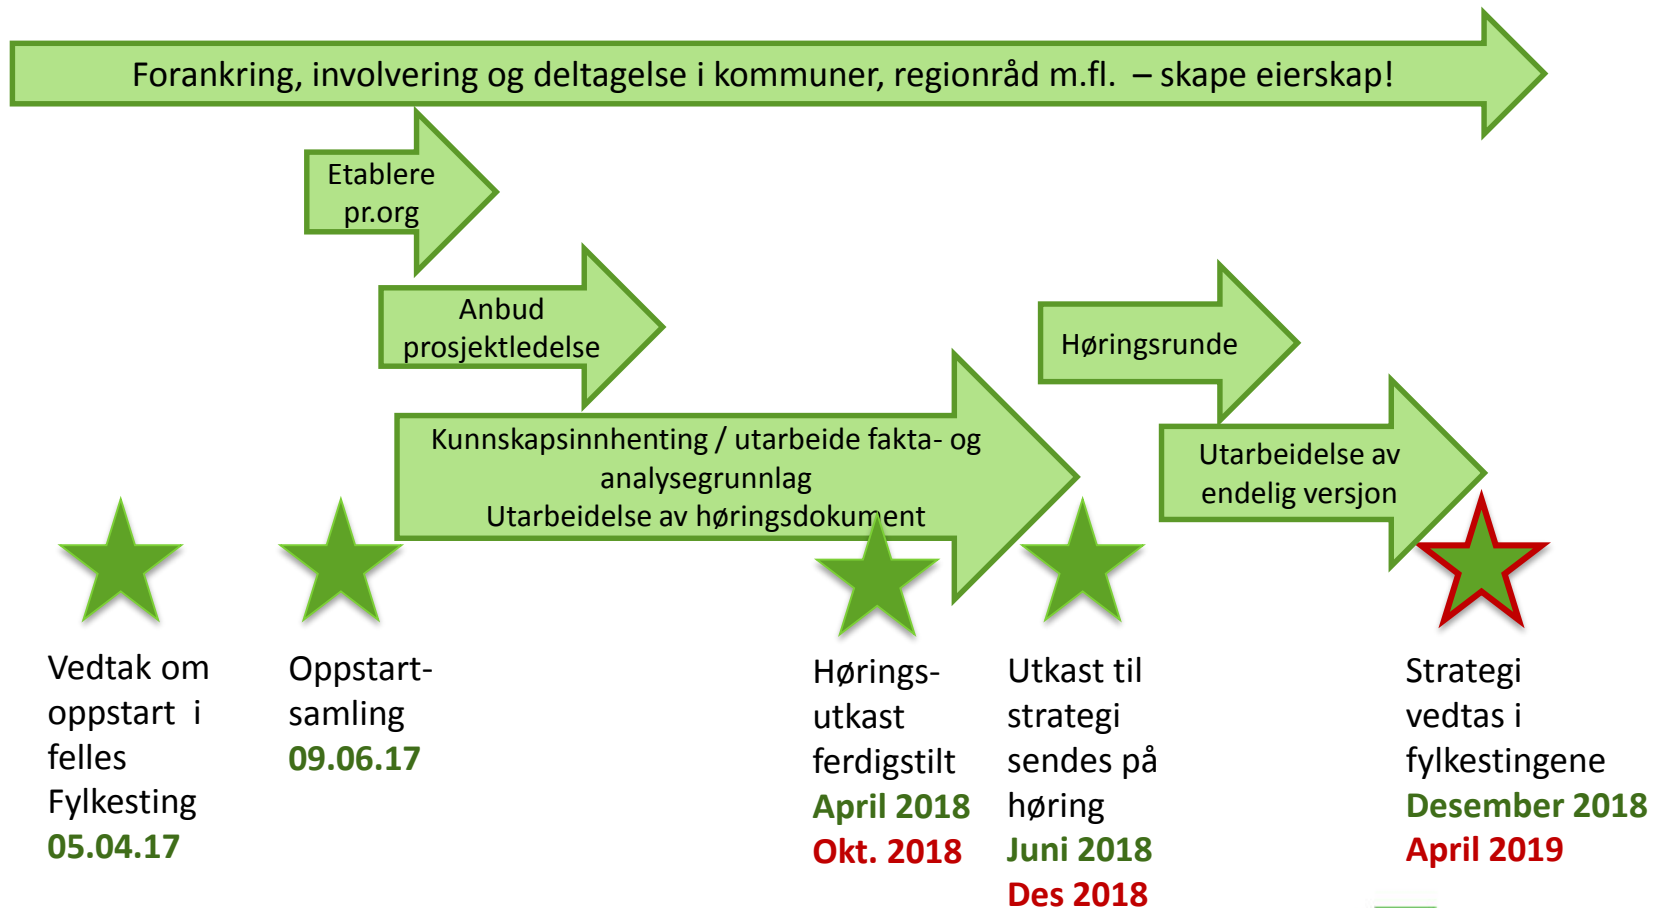 Forankring, involvering og deltagelse i kommuner, regionråd m.fl.  – skape eierskap!
Etablere
pr.org
Anbud
prosjektledelse
Høringsrunde
Kunnskapsinnhenting / utarbeide fakta- og
analysegrunnlag
Utarbeidelse av høringsdokument
Utarbeidelse av
endelig versjon
Vedtak om
oppstart  i
felles
Fylkesting
05.04.17
Oppstart-
samling
09.06.17
Hørings-
utkast
ferdigstilt
April 2018
Okt. 2018
Utkast til
strategi
sendes på
høring
Juni 2018
Des 2018
Strategi
vedtas i
fylkestingene
Desember 2018
April 2019